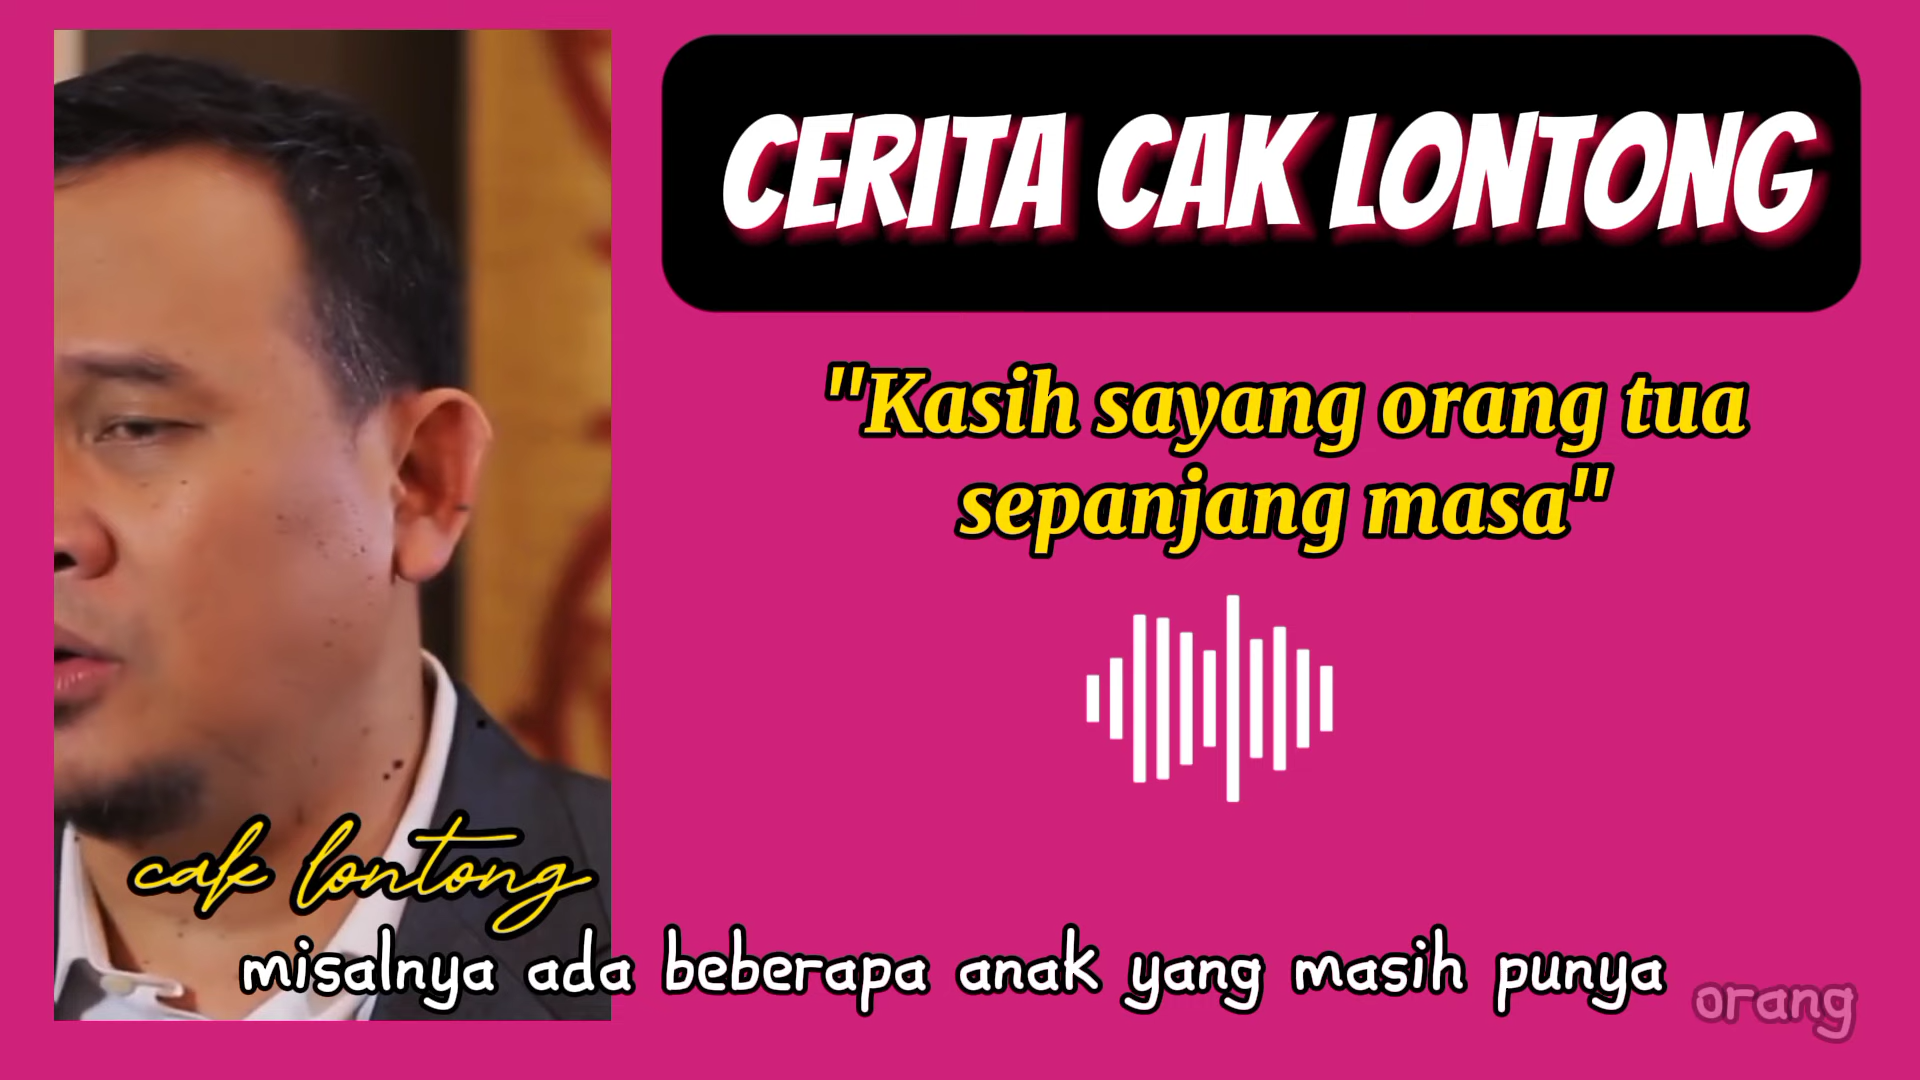 CERITA CAK LONTONG
"Kasih sayang orang tua
sepanjang masa"
cak lontong
misalnya ada beberapa anak yang masih punya orang